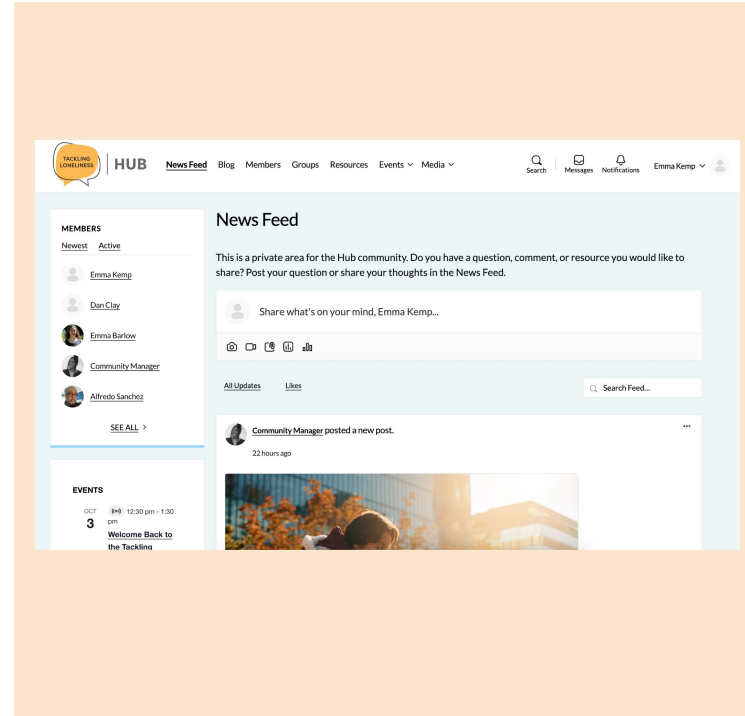 TACKLING
LONELINESS
HUB
News Feed Blog Members Groups Resources Events Media
Search Messages Notifications Emma Kemp
MEMBERS
Newest Active
Emma Kemp
Dan Clay
Emma Barlow
Community Manager
Alfredo Sanchez
SEE ALL >
EVENTS
OCT
3
12:30 pm - 1:30
pm
Welcome Back to
the Tackling
News Feed
This is a private area for the Hub community. Do you have a question, comment, or resource you would like to
share? Post your question or share your thoughts in the News Feed.
Share what's on your mind, Emma Kemp...
All Updates Likes
Search Feed...
Community Manager posted a new post.
22 hours ago